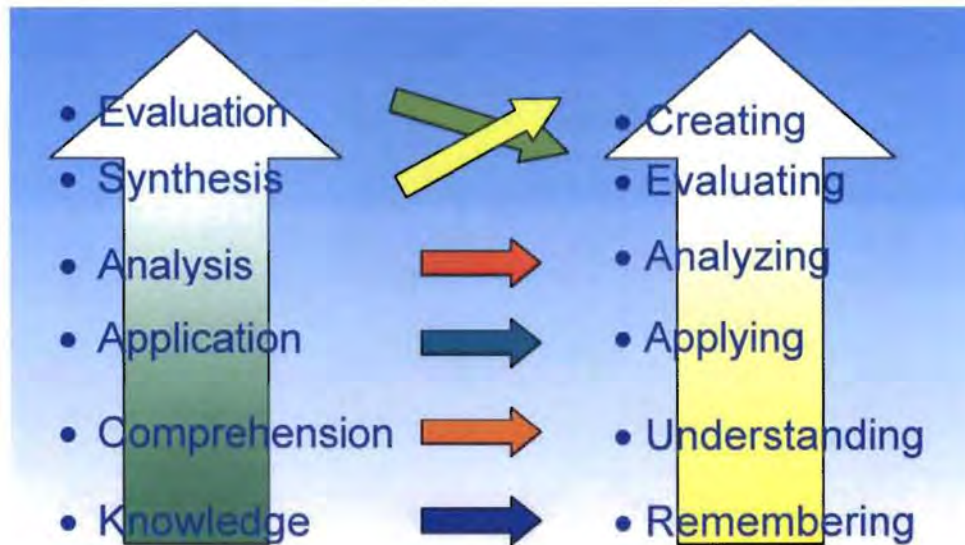 • Evaluation
• Synthesis
• Analysis
• Application
• Comprehension
• Knowledge
• Creating
• Evaluating
• Analyzing
• Applying
• Understanding
• Remembering